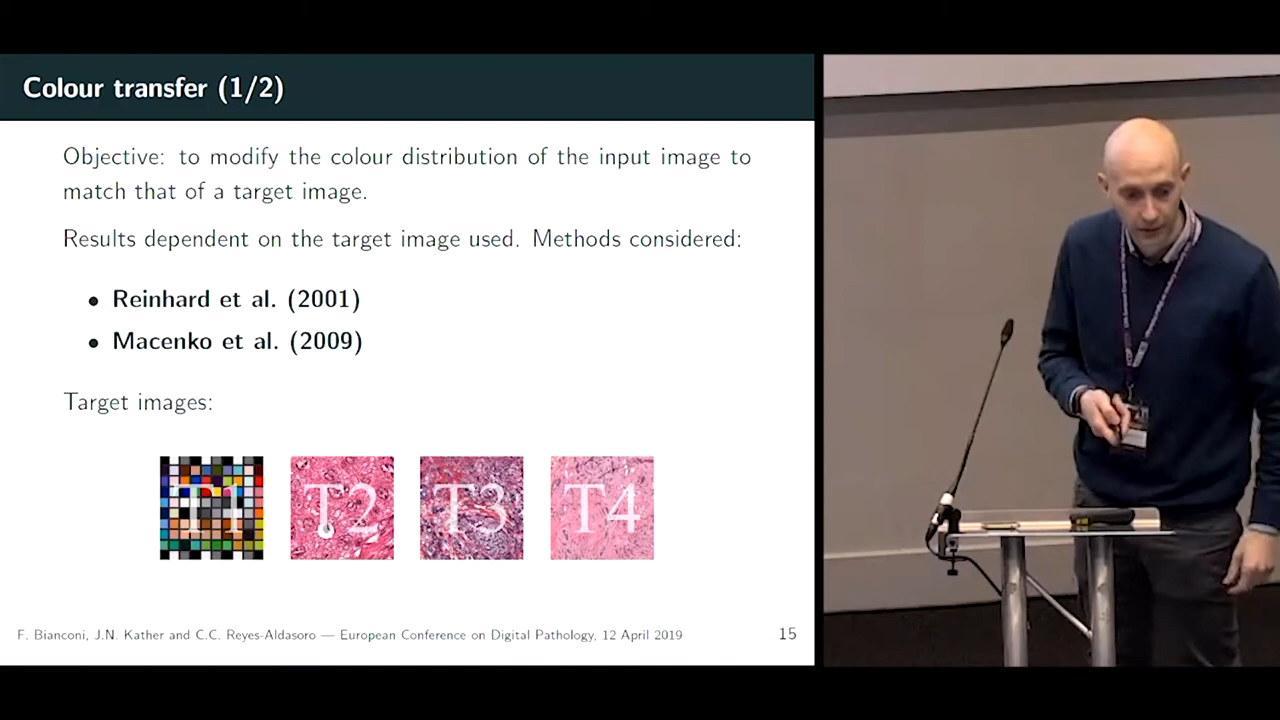 Colour transfer (1/2)
Objective: to modify the colour distribution of the input image to
match that of a target image.
Results dependent on the target image used. Methods considered:
• Reinhard et al. (2001)
• Macenko et al. (2009)
Target images:
T1 T2 T3 T4
F. Bianconi, J.N. Kather and C.C. Reyes-Aldasoro — European Conference on Digital Pathology, 12 April 2019 15